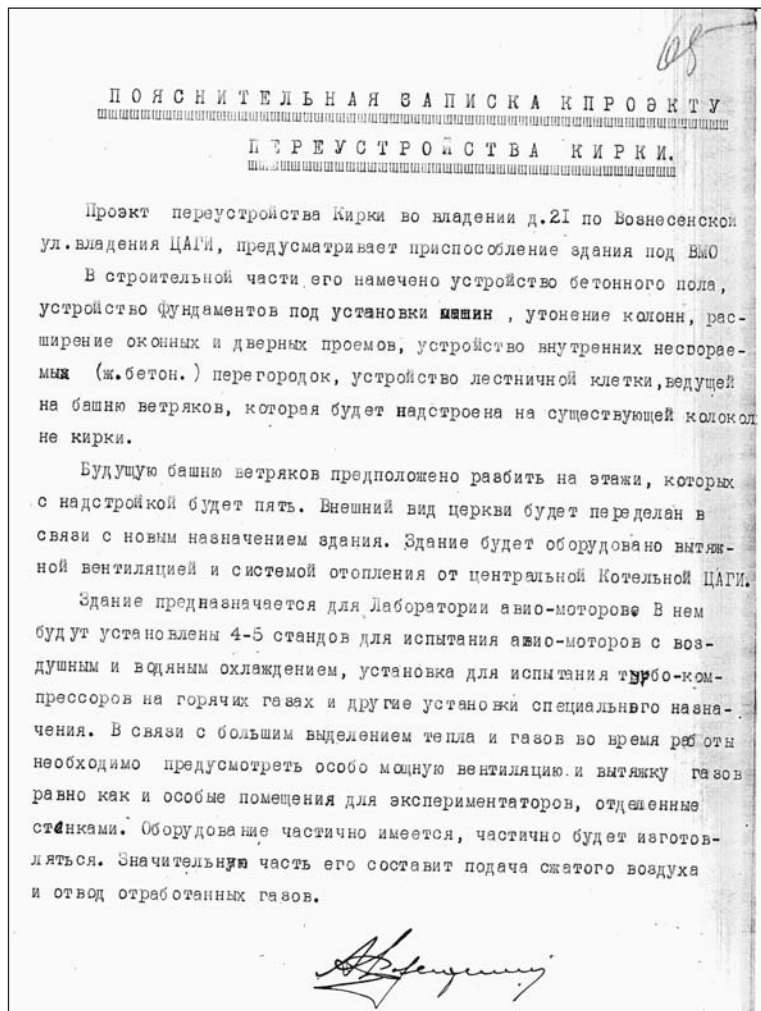 ПОЯСНИТЕЛЬНАЯ ЗАПИСКА КПРОЭКТУ
ПЕРЕУСТРОЙСТВА КИРКИ.
Проэкт переустройства Кирки во владении д.2I по Вознесенской
ул.владения ЦАГИ, предусматривает приспособление здания под ВМО
В строительной части его намечено устройство бетонного пола,
устройство фундаментов под установки машин , утонение колонн, рас-
ширение оконных и дверных проемов, устройство внутренних несгорае-
мых (ж.бетон.) перегородок, устройство лестничной клетки,ведущей
на башню ветряков, которая будет надстроена на существующей колокол
не кирки.
Будущую башню ветряков предположено разбить на этажи, которых
с надстройкой будет пять. Внешний вид церкви будет переделан в
связи с новым назначением здания. Здание будет оборудовано вытяж-
ной вентиляцией и системой отопления от центральной Котельной ЦАГИ.
Здание предназначается для Лаборатории авио-моторов. В нем
будут установлены 4-5 стандов для испытания авио-моторов с воз-
душным и водяным охлаждением, установка для испытания турбо-ком-
прессоров на горячих газах и другие установки специального назна-
чения. В связи с большим выделением тепла и газов во время работы
необходимо предусмотреть особо мощную вентиляцию и вытяжку газов
равно как и особые помещения для экспериментаторов, отделенные
стенками. Оборудование частично имеется, частично будет изготов-
ляться. Значительную часть его составит подача сжатого воздуха
и отвод отработанных газов.